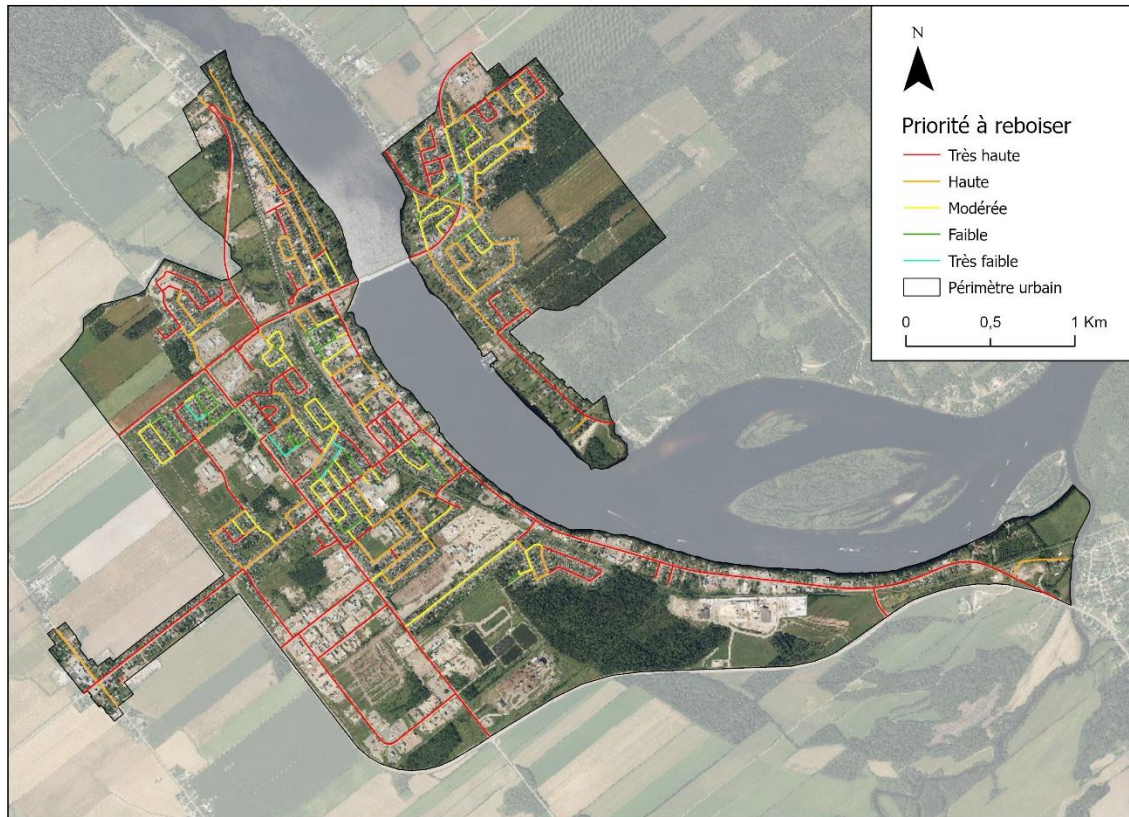 N
Priorité à reboiser
Très haute
Haute
Modérée
Faible
Très faible
Périmètre urbain
0 0,5 1 Km